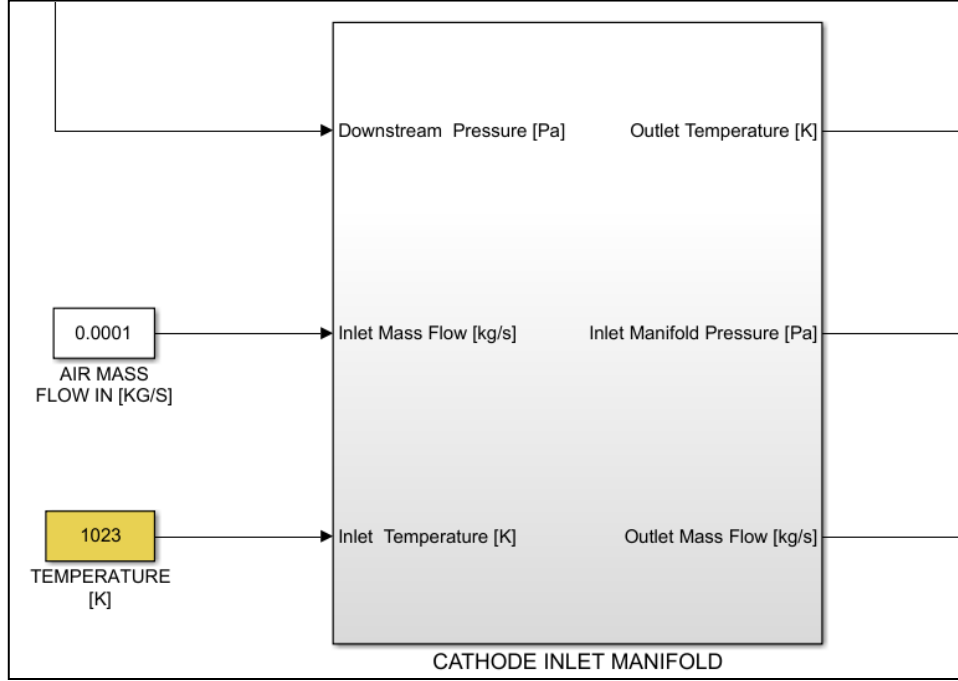 Downstream  Pressure [Pa]
Outlet Temperature [K]
0.0001
AIR MASS
FLOW IN [KG/S]
Inlet Mass Flow [kg/s]
Inlet Manifold Pressure [Pa]
1023
TEMPERATURE
[K]
Inlet  Temperature [K]
Outlet Mass Flow [kg/s]
CATHODE INLET MANIFOLD